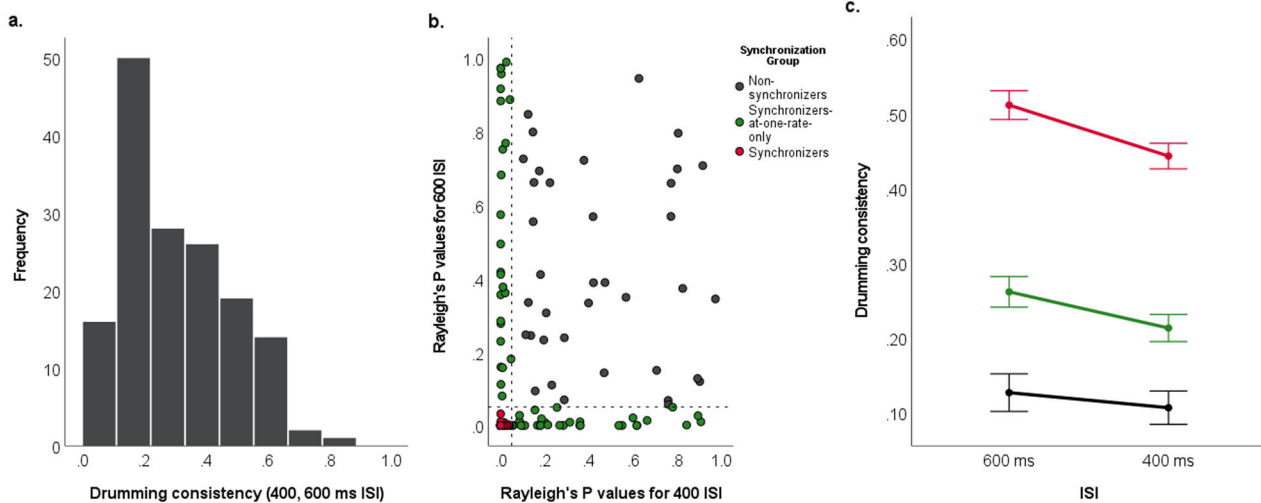 a.
Frequency
50
40
30
20
10
0
.0 .2 .4 .6 .8 1.0
Drumming consistency (400, 600 ms ISI)
b.
Rayleigh's P values for 600 ISI
1.0
.8
.6
.4
.2
.0
.0 .2 .4 .6 .8 1.0
Rayleigh's P values for 400 ISI
Synchronization
Group
Non-
synchronizers
Synchronizers-
at-one-rate-
only
Synchronizers
c.
Drumming consistency
.60
.50
.40
.30
.20
.10
600 ms 400 ms
ISI